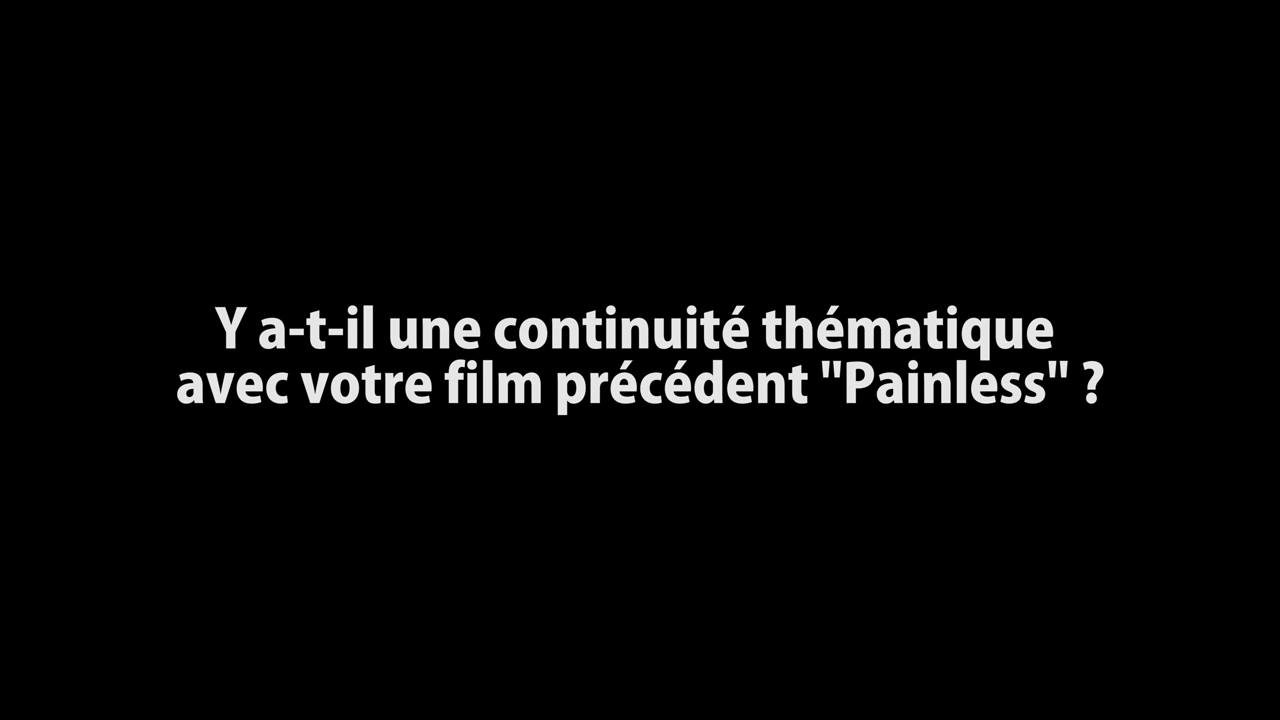 Y a-t-il une continuité thématique
avec votre film précédent "Painless" ?